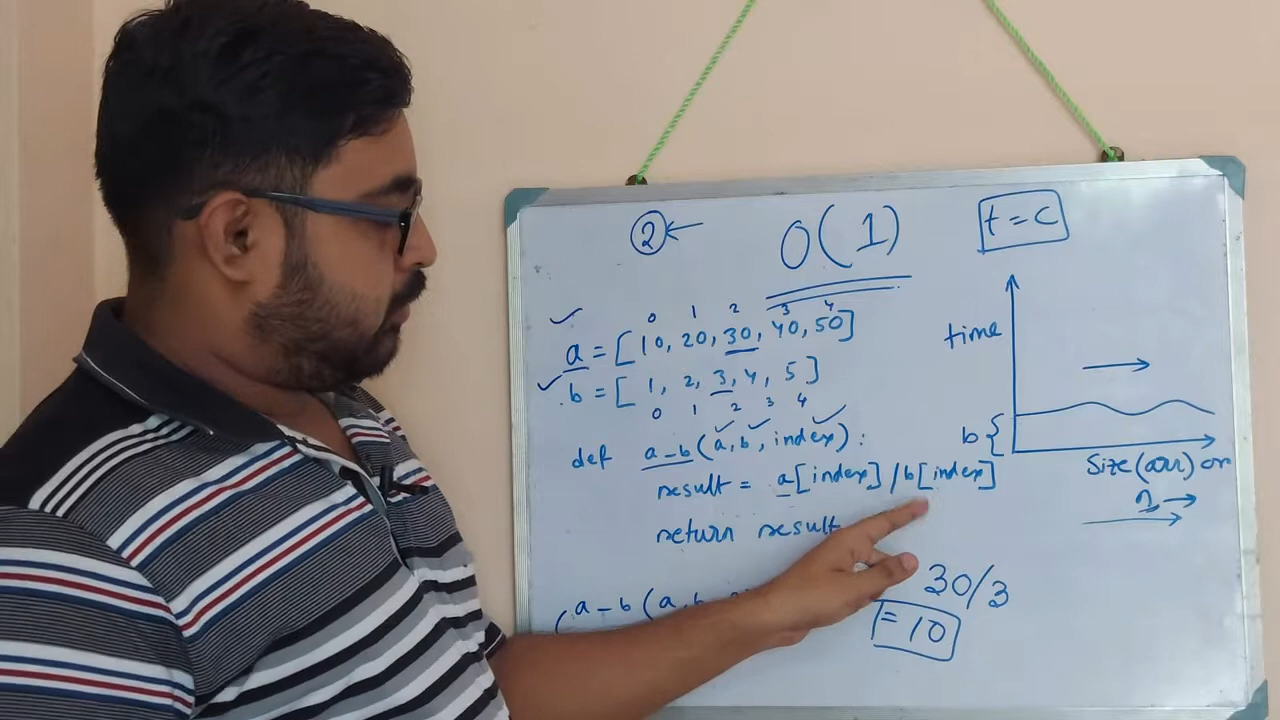 2 ←
O(1)
t = c
0 1 2 3 4
a = [10, 20, 30, 40, 50]
b = [1, 2, 3, 4, 5]
0 1 2 3 4
def a-b(a, b, index):
result = a[index] / b[index]
return result
a-b(a, b,
30/3
= 10
time
b {
Size(arr) or
n →